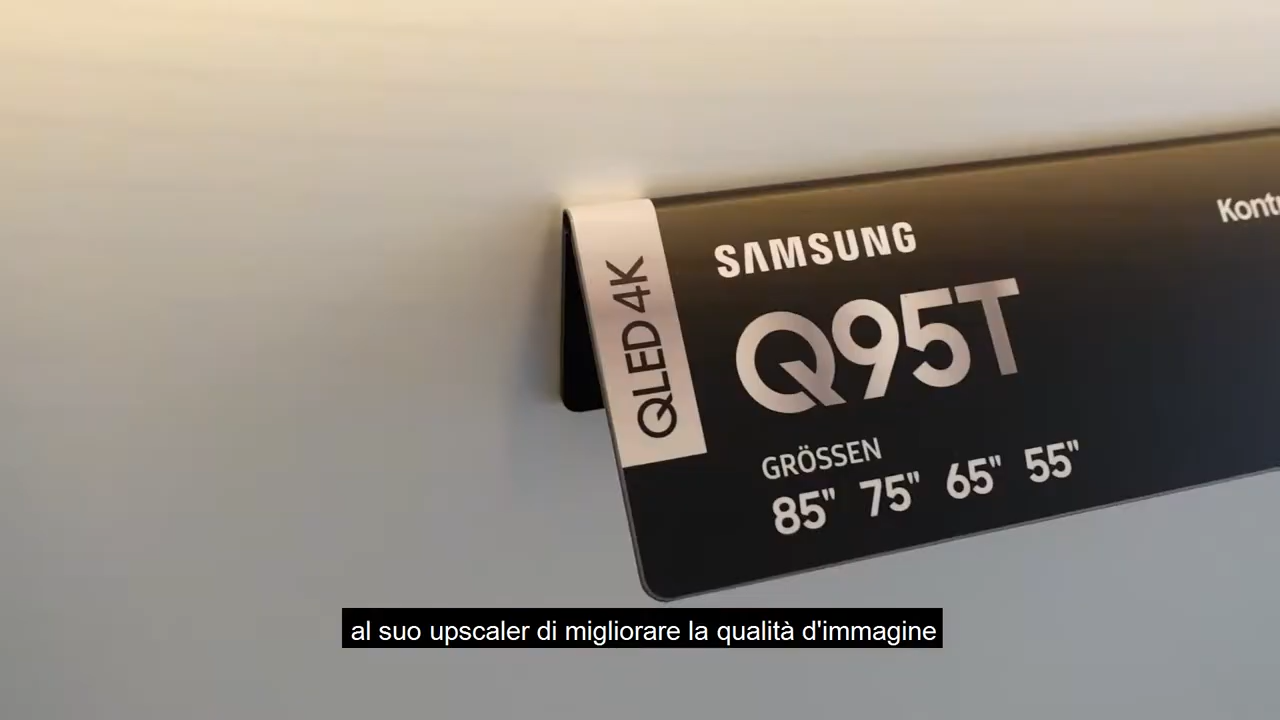 QLED 4K
SAMSUNG
Q95T
GRÖSSEN
85" 75" 65" 55"
al suo upscaler di migliorare la qualità d'immagine